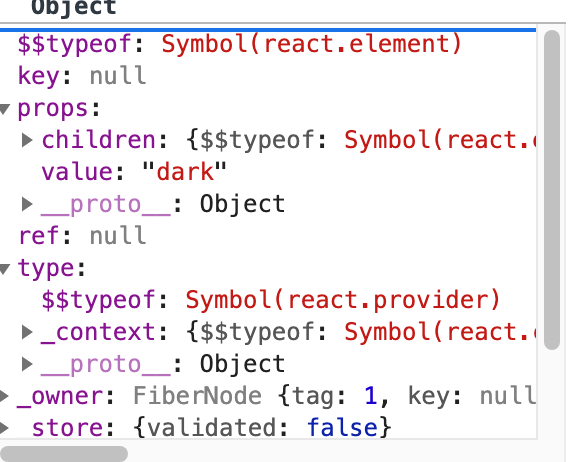 Object
$$typeof: Symbol(react.element)
key: null
props:
children: {$$typeof: Symbol(react.e
value: "dark"
__proto__: Object
ref: null
type:
$$typeof: Symbol(react.provider)
_context: {$$typeof: Symbol(react.e
__proto__: Object
_owner: FiberNode {tag: 1, key: null
_store: {validated: false}